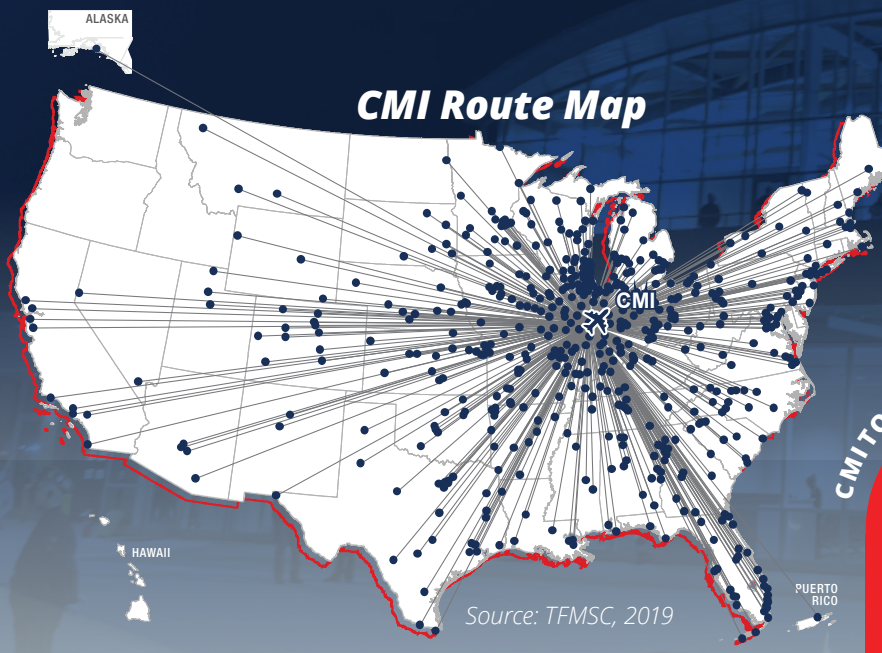 ALASKA
CMI Route Map
CMI
CMI TO
HAWAII
PUERTO
RICO
Source: TFMSC, 2019